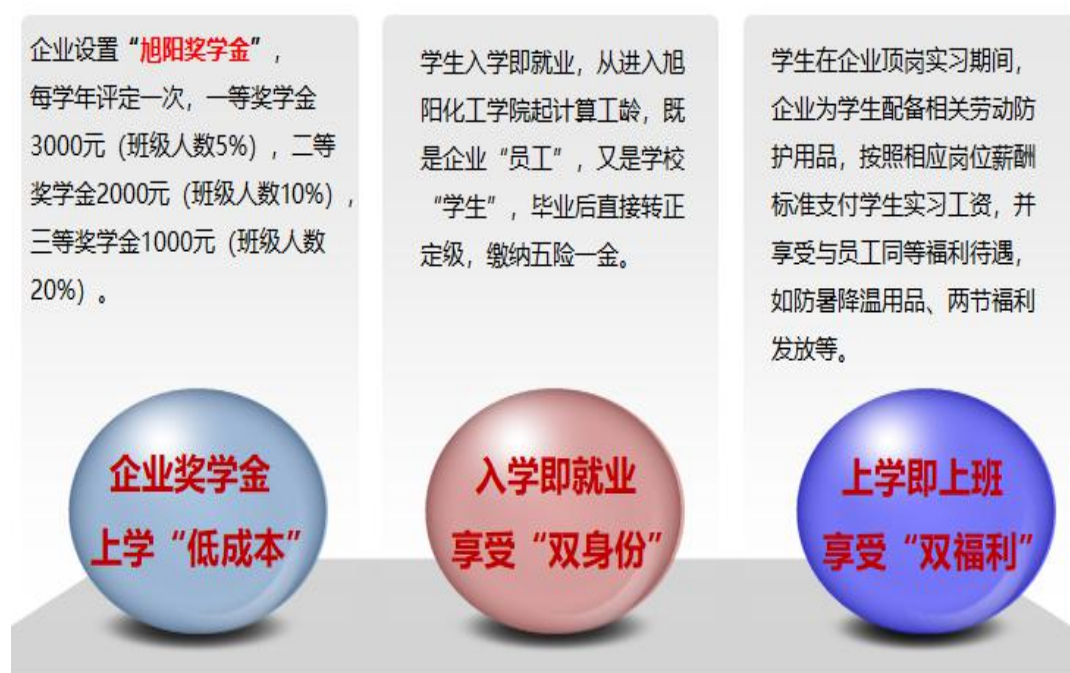 企业设置“旭阳奖学金”，
每学年评定一次，一等奖学金
3000元（班级人数5%），二等
奖学金2000元（班级人数10%），
三等奖学金1000元（班级人数
20%）。
学生入学即就业，从进入旭
阳化工学院起计算工龄，既
是企业“员工”，又是学校
“学生”，毕业后直接转正
定级，缴纳五险一金。
学生在企业顶岗实习期间，
企业为学生配备相关劳动防
护用品，按照相应岗位薪酬
标准支付学生实习工资，并
享受与员工同等福利待遇，
如防暑降温用品、两节福利
发放等。
企业奖学金
上学“低成本”
入学即就业
享受“双身份”
上学即上班
享受“双福利”